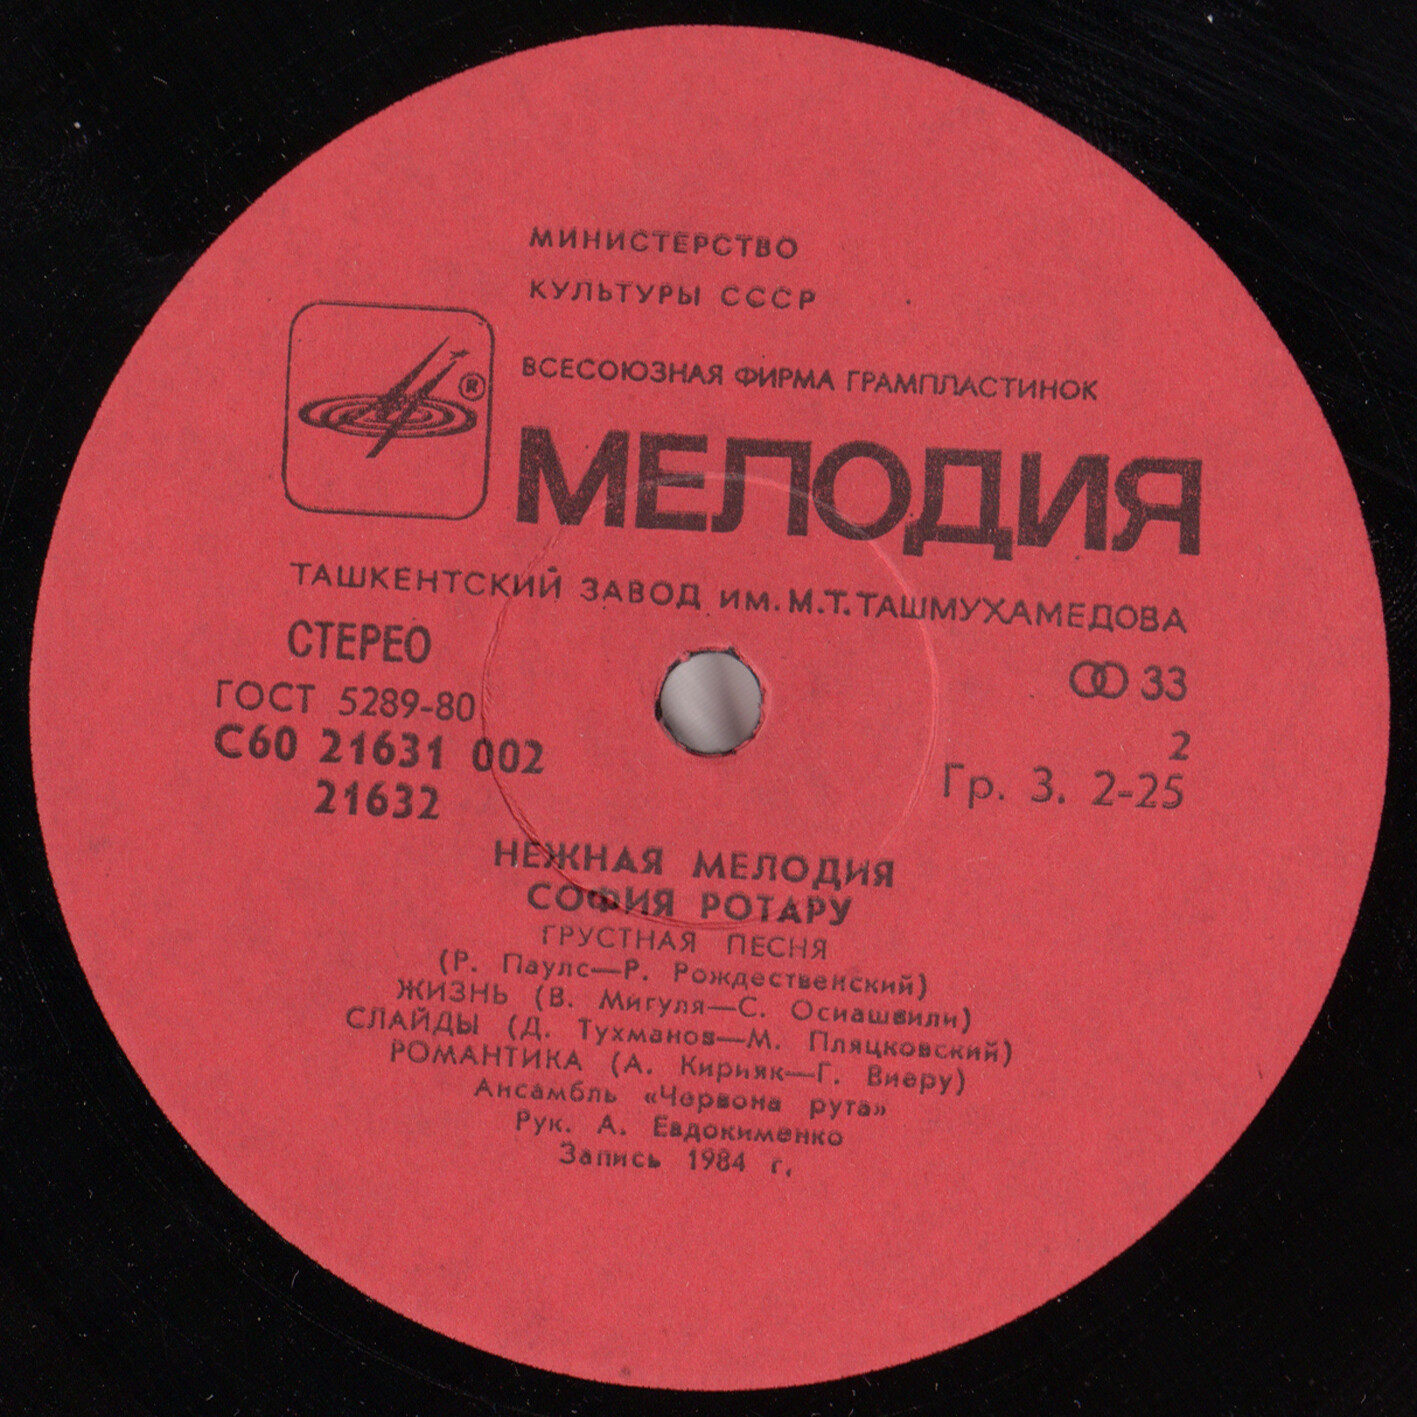 МИНИСТЕРСТВО
КУЛЬТУРЫ СССР
®
ВСЕСОЮЗНАЯ ФИРМА ГРАМПЛАСТИНОК
МЕЛОДИЯ
ТАШКЕНТСКИЙ ЗАВОД ИМ. М.Т. ТАШМУХАМЕДОВА
СТЕРЕО
33
ГОСТ 5289-80
С60 21631 002
2
21632
Гр. 3. 2-25
НЕЖНАЯ МЕЛОДИЯ
СОФИЯ РОТАРУ
ГРУСТНАЯ ПЕСНЯ
(Р. Паулс—Р. Рождественский)
ЖИЗНЬ (В. Мигуля—С. Осиашвили)
СЛАЙДЫ (Д. Тухманов—М. Пляцковский)
РОМАНТИКА (А. Кирияк—Г. Виеру)
Ансамбль «Червона рута»
Рук. А. Евдокименко
Запись 1984 г.